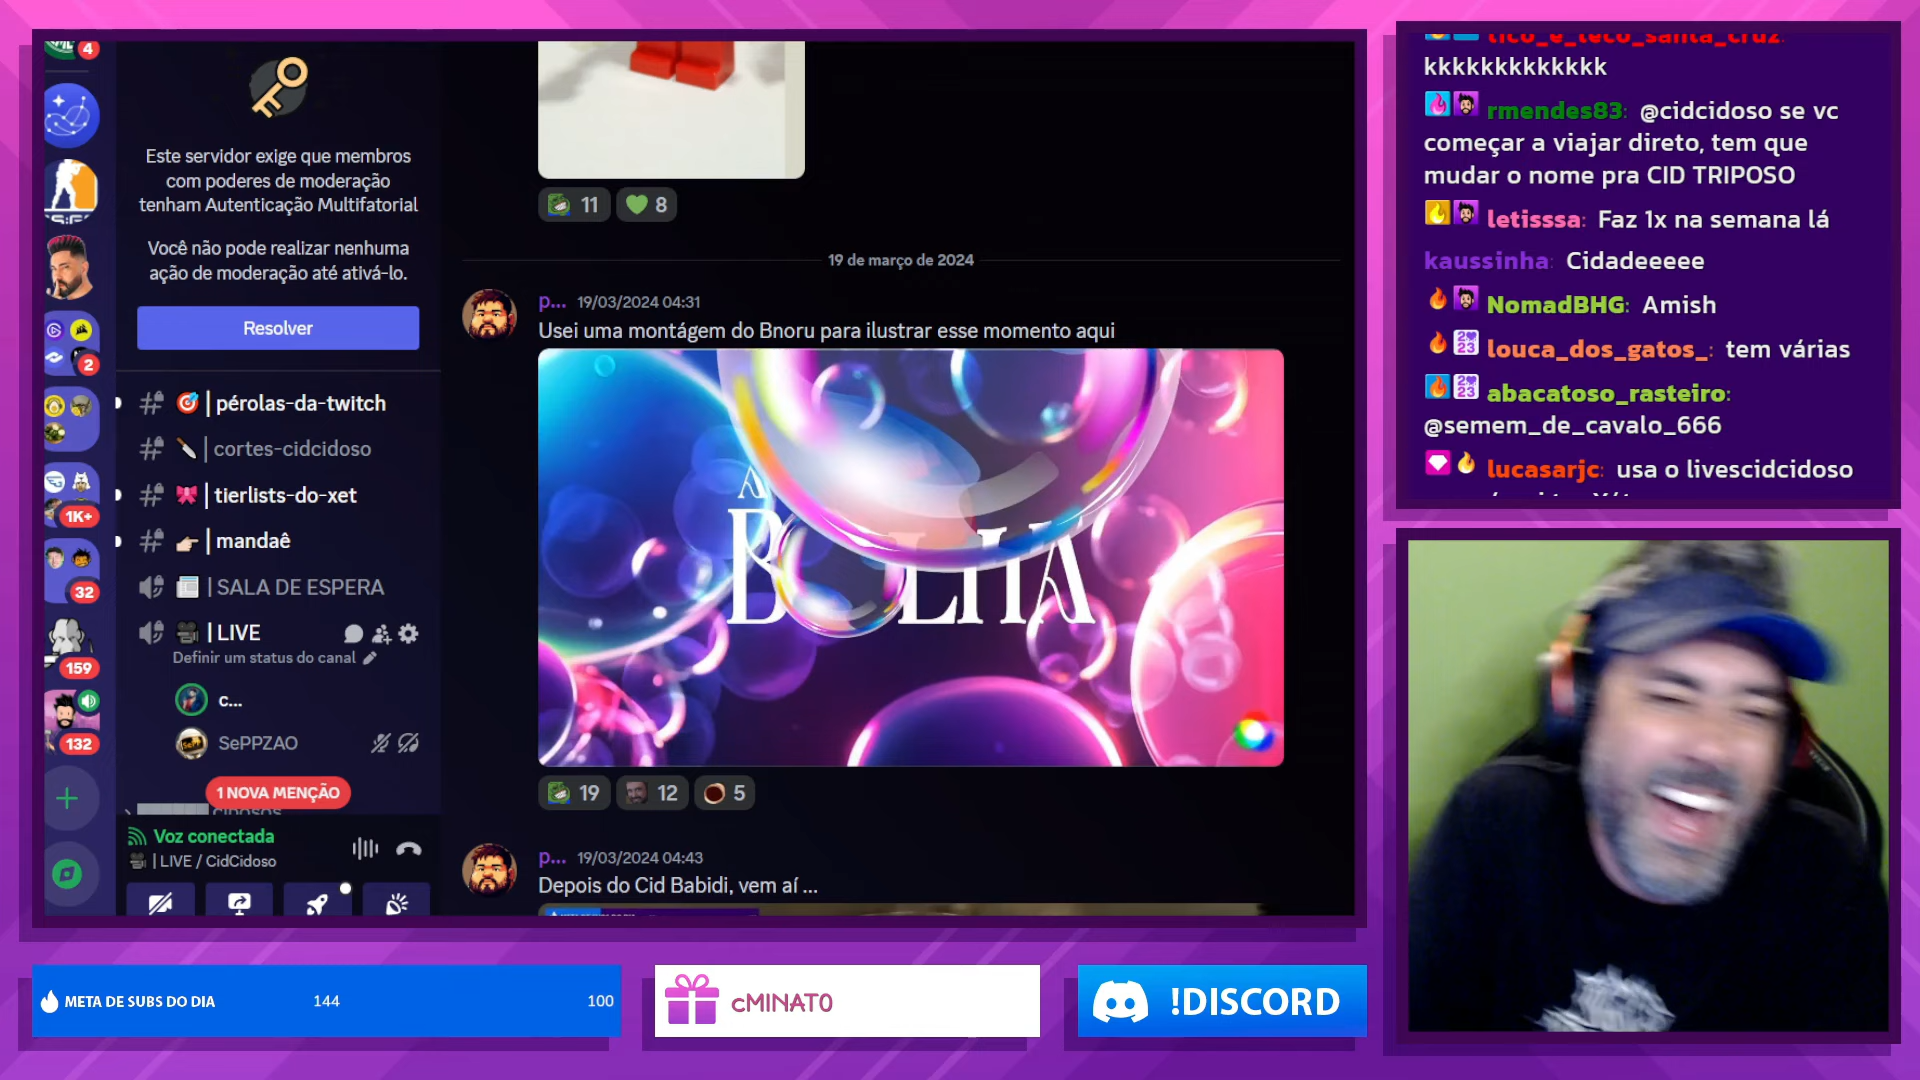 4
Este servidor exige que membros
com poderes de moderação
tenham Autenticação Multifatorial
Você não pode realizar nenhuma
ação de moderação até ativá-lo.
Resolver
2
1K+
32
159
132
pérolas-da-twitch
cortes-cidcidoso
tierlists-do-xet
mandaê
SALA DE ESPERA
LIVE
Definir um status do canal
c...
SePPZAO
1 NOVA MENÇÃO
Voz conectada
| LIVE / CidCidoso
11 8
19 de março de 2024
p... 19/03/2024 04:31
Usei uma montágem do Bnoru para ilustrar esse momento aqui
A
BOLHA
19 12 5
p... 19/03/2024 04:43
Depois do Cid Babidi, vem aí ...
tico_e_teco_santa_cruz:
kkkkkkkkkkkkk
rmendes83: @cidcidoso se vc
começar a viajar direto, tem que
mudar o nome pra CID TRIPOSO
letisssa: Faz 1x na semana lá
kaussinha: Cidadeeeee
NomadBHG: Amish
louca_dos_gatos_: tem várias
abacatoso_rasteiro:
@semem_de_cavalo_666
lucasarjc: usa o livescidcidoso
META DE SUBS DO DIA 144 100
cMINAT0
!DISCORD